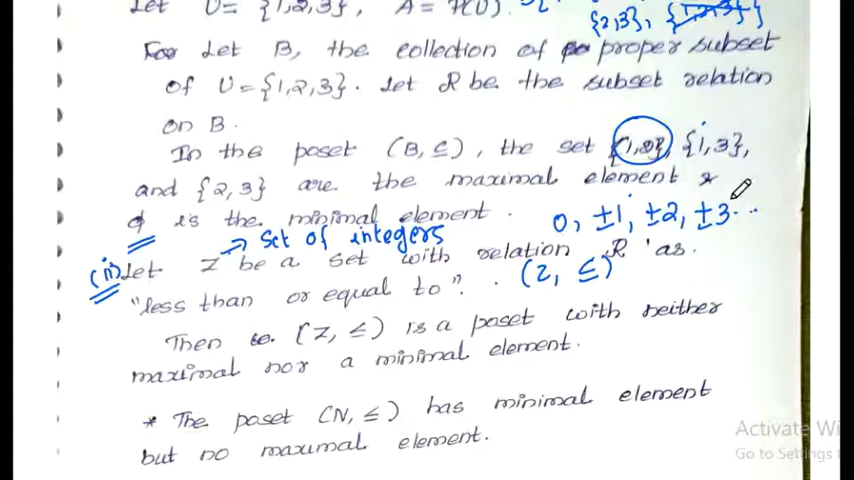 Let U = {1,2,3}, A = P(U).
{2,3}, {1,2,3}}
For Let B, the collection of proper subset
of U = {1,2,3}. Let R be the subset relation
on B.
In the poset (B, ⊆), the set {1,2}, {1,3},
and {2,3} are the maximal element &
φ is the minimal element.
0, ±1, ±2, ±3...
→ Set of integers
(ii) Let Z be a set with relation R as
"less than or equal to". (Z, ≤)
Then (Z, ≤) is a poset with neither
maximal nor a minimal element.
* The poset (N, ≤) has minimal element
but no maximal element.
Activate Wi
Go to Settings t